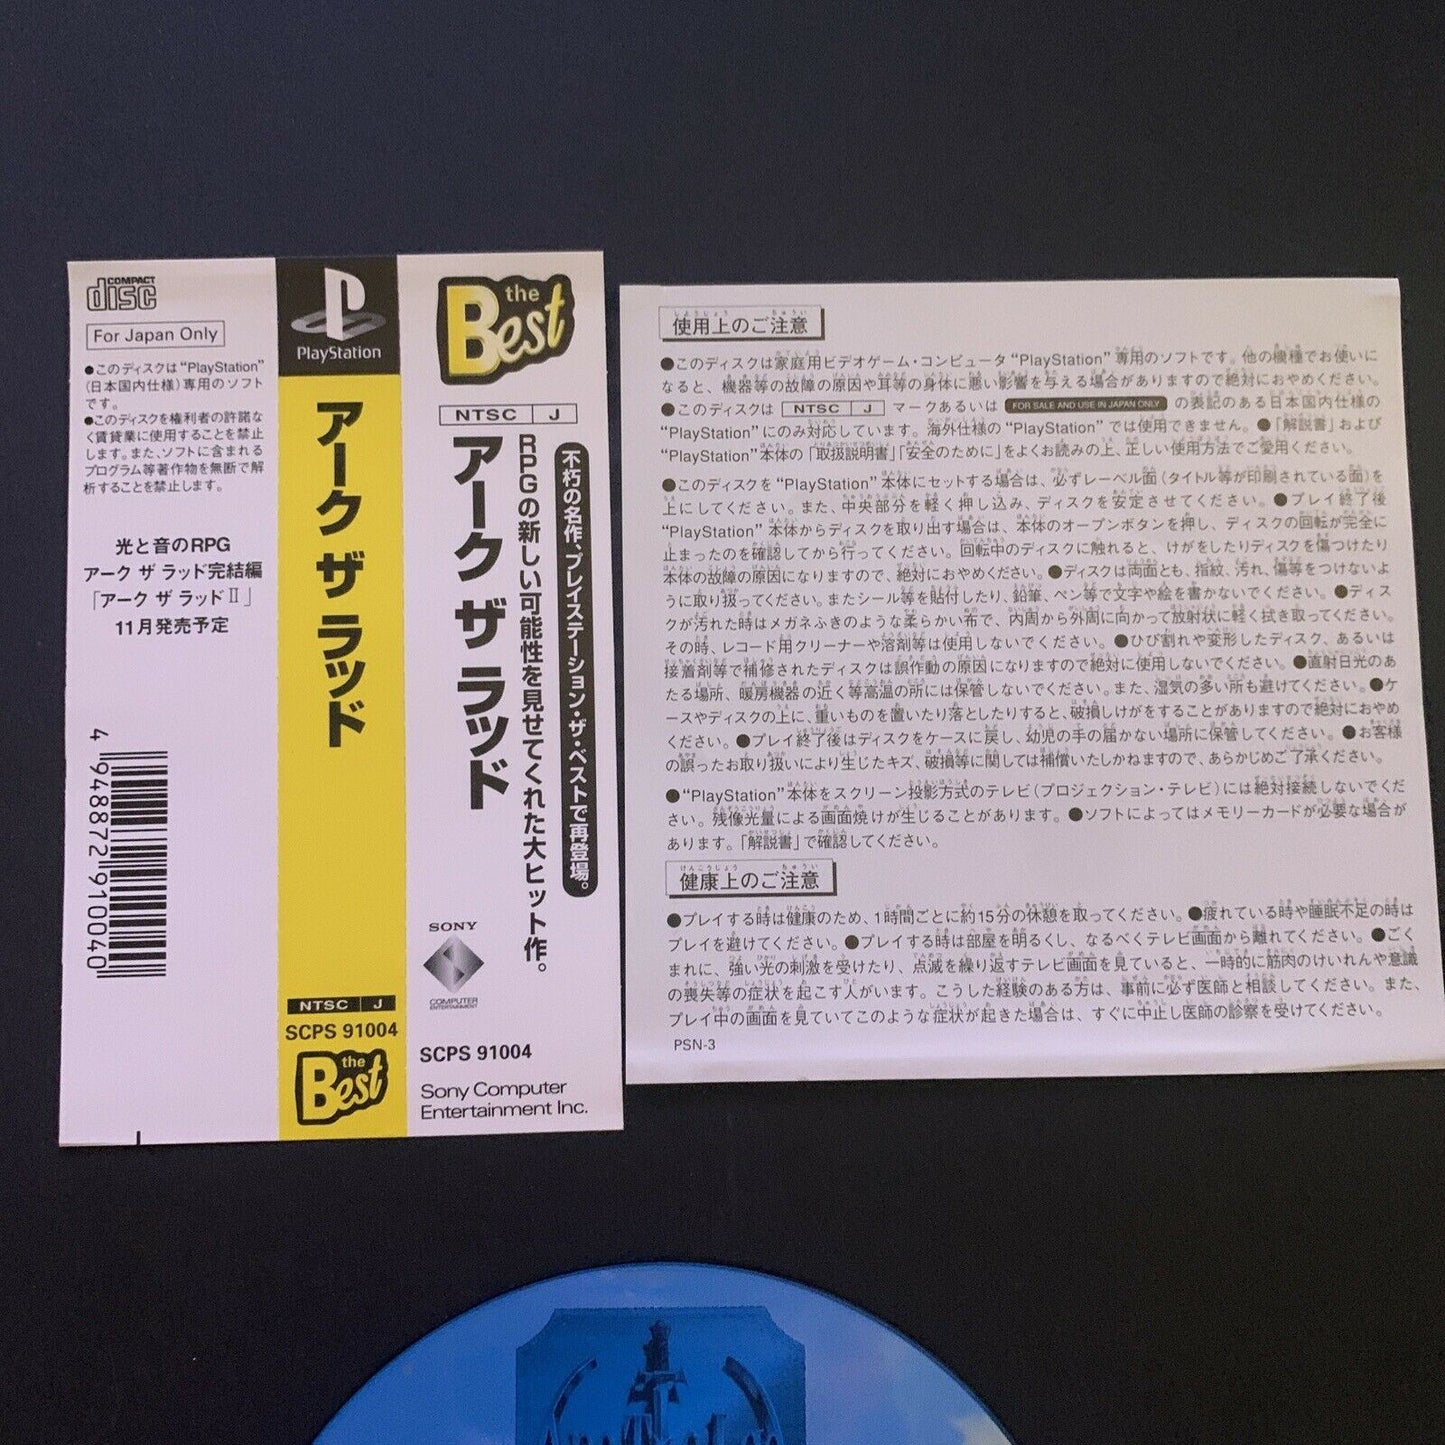 COMPACT
disc
For Japan Only
●このディスクは“PlayStation”
(日本国内仕様)専用のソフト
です。
●このディスクを権利者の許諾な
く賃貸業に使用することを禁止
します。また、ソフトに含まれる
プログラム等著作物を無断で解
析することを禁止します。
光と音のRPG
アーク ザ ラッド完結編
「アーク ザ ラッドⅡ」
11月発売予定
4 948872 910040
PlayStation
アーク ザ ラッド
NTSC J
SCPS 91004
the
Best
the
Best
NTSC J
不朽の名作、プレイステーション・ザ・ベストで再登場。
RPGの新しい可能性を見せてくれた大ヒット作。
アーク ザ ラッド
SONY
COMPUTER
ENTERTAINMENT
SCPS 91004
Sony Computer
Entertainment Inc.
使用上のご注意
●このディスクは家庭用ビデオゲーム・コンピュータ“PlayStation”専用のソフトです。他の機種でお使いに
なると、機器等の故障の原因や耳等の身体に悪い影響を与える場合がありますので絶対におやめください。
●このディスクは NTSC J マークあるいは FOR SALE AND USE IN JAPAN ONLY の表記のある日本国内仕様の
“PlayStation”にのみ対応しています。海外仕様の“PlayStation”では使用できません。●「解説書」および
“PlayStation”本体の「取扱説明書」「安全のために」をよくお読みの上、正しい使用方法でご愛用ください。
●このディスクを“PlayStation”本体にセットする場合は、必ずレーベル面(タイトル等が印刷されている面)を
上にしてください。また、中央部分を軽く押し込み、ディスクを安定させてください。●プレイ終了後
“PlayStation”本体からディスクを取り出す場合は、本体のオープンボタンを押し、ディスクの回転が完全に
止まったのを確認してから行ってください。回転中のディスクに触れると、けがをしたりディスクを傷つけたり
本体の故障の原因になりますので、絶対におやめください。●ディスクは両面とも、指紋、汚れ、傷等をつけないよ
うに取り扱ってください。またシール等を貼付したり、鉛筆、ペン等で文字や絵を書かないでください。●ディス
クが汚れた時はメガネふきのような柔らかい布で、内周から外周に向かって放射状に軽く拭き取ってください。
その時、レコード用クリーナーや溶剤等は使用しないでください。●ひび割れや変形したディスク、あるいは
接着剤等で補修されたディスクは誤作動の原因になりますので絶対に使用しないでください。●直射日光のあ
たる場所、暖房機器の近く等高温の所には保管しないでください。また、湿気の多い所も避けてください。●ケ
ースやディスクの上に、重いものを置いたり落としたりすると、破損しけがをすることがありますので絶対におやめ
ください。●プレイ終了後はディスクをケースに戻し、幼児の手の届かない場所に保管してください。●お客様
の誤ったお取り扱いにより生じたキズ、破損等に関しては補償いたしかねますので、あらかじめご了承ください。
●“PlayStation”本体をスクリーン投影方式のテレビ(プロジェクション・テレビ)には絶対接続しないでくだ
さい。残像光量による画面焼けが生じることがあります。●ソフトによってはメモリーカードが必要な場合が
あります。「解説書」で確認してください。
健康上のご注意
●プレイする時は健康のため、1時間ごとに約15分の休憩を取ってください。●疲れている時や睡眠不足の時は
プレイを避けてください。●プレイする時は部屋を明るくし、なるべくテレビ画面から離れてください。●ごく
まれに、強い光の刺激を受けたり、点滅を繰り返すテレビ画面を見ていると、一時的に筋肉のけいれんや意識
の喪失等の症状を起こす人がいます。こうした経験のある方は、事前に必ず医師と相談してください。また、
プレイ中の画面を見ていてこのような症状が起きた場合は、すぐに中止し医師の診察を受けてください。
PSN-3